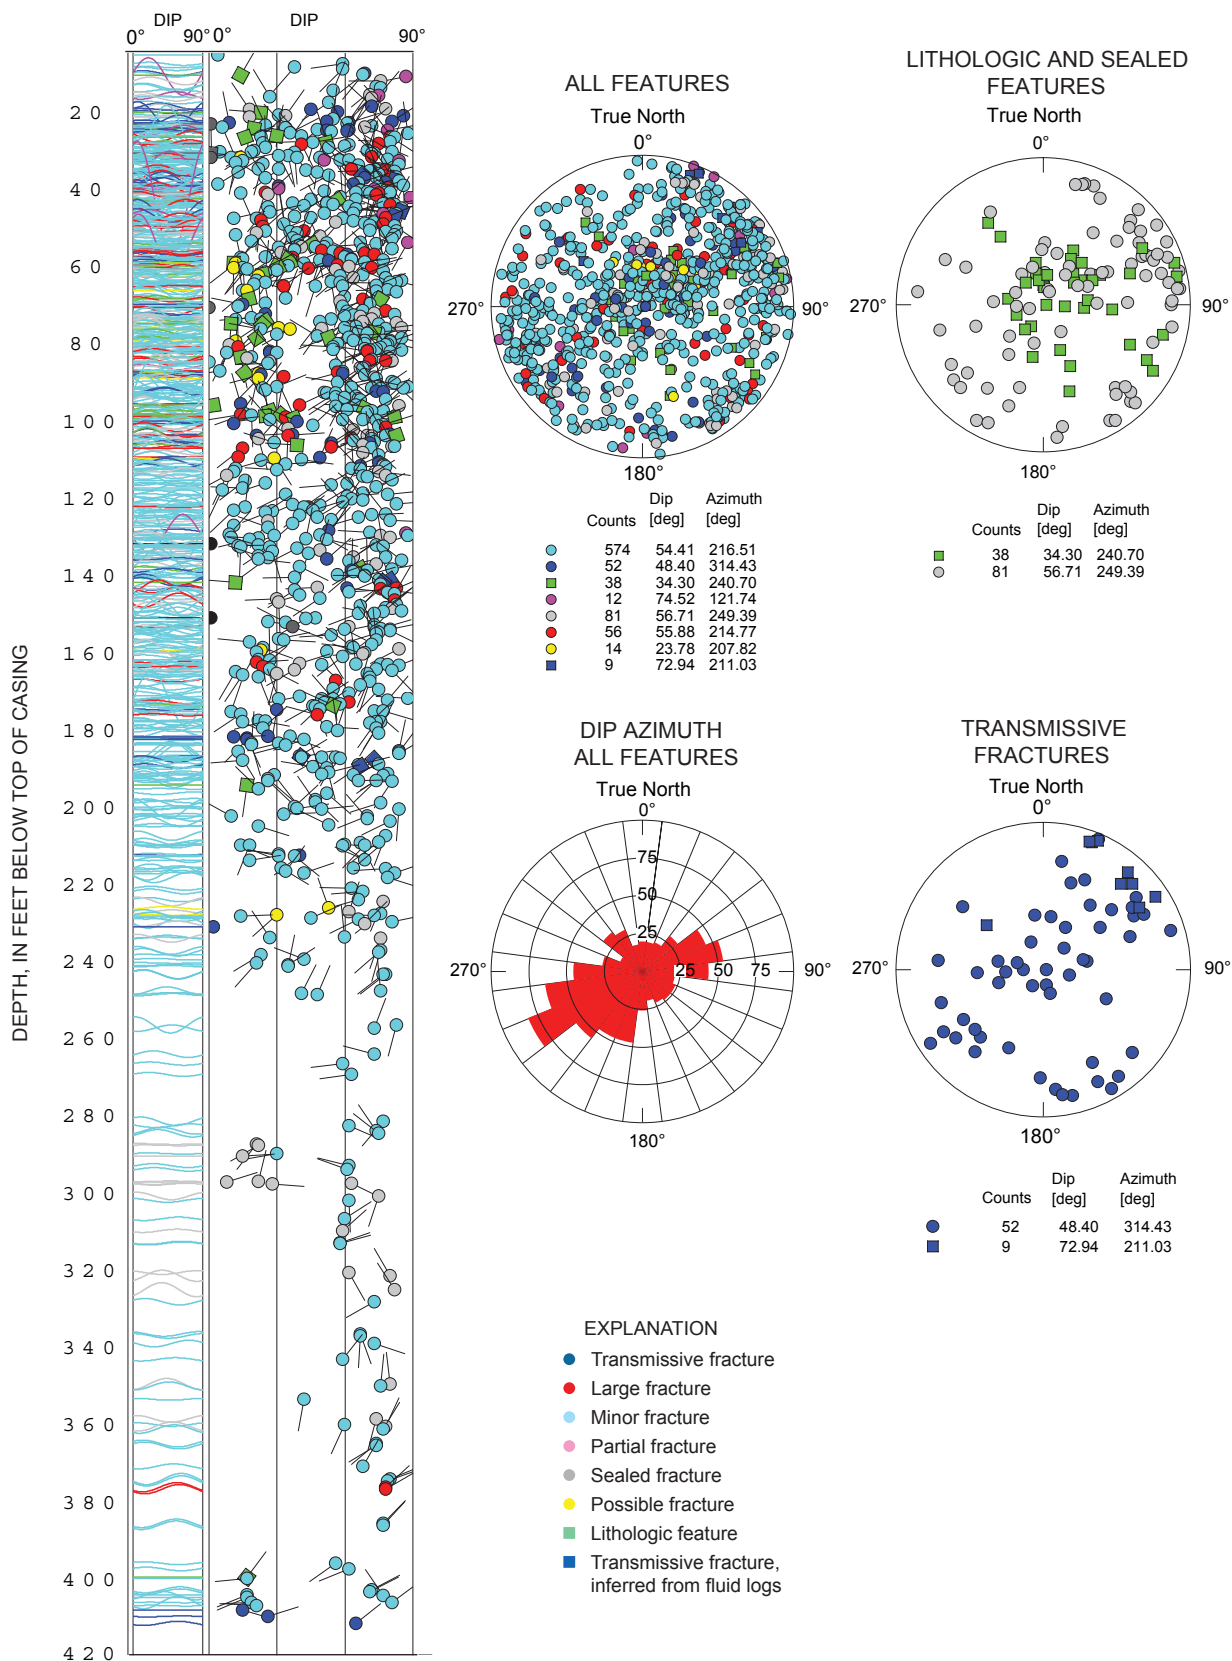 DIP DIP
0° 90° 0° 90°
DEPTH, IN FEET BELOW TOP OF CASING
20
40
60
80
100
120
140
160
180
200
220
240
260
280
300
320
340
360
380
400
420
ALL FEATURES
True North
0°
270° 90°
180°
Dip Azimuth
Counts [deg] [deg]
574 54.41 216.51
52 48.40 314.43
38 34.30 240.70
12 74.52 121.74
81 56.71 249.39
56 55.88 214.77
14 23.78 207.82
9 72.94 211.03
LITHOLOGIC AND SEALED
FEATURES
True North
0°
270° 90°
180°
Dip Azimuth
Counts [deg] [deg]
38 34.30 240.70
81 56.71 249.39
DIP AZIMUTH
ALL FEATURES
True North
0°
75
50
25
270° 25 50 75 90°
180°
TRANSMISSIVE
FRACTURES
True North
0°
270° 90°
180°
Dip Azimuth
Counts [deg] [deg]
52 48.40 314.43
9 72.94 211.03
EXPLANATION
Transmissive fracture
Large fracture
Minor fracture
Partial fracture
Sealed fracture
Possible fracture
Lithologic feature
Transmissive fracture,
inferred from fluid logs